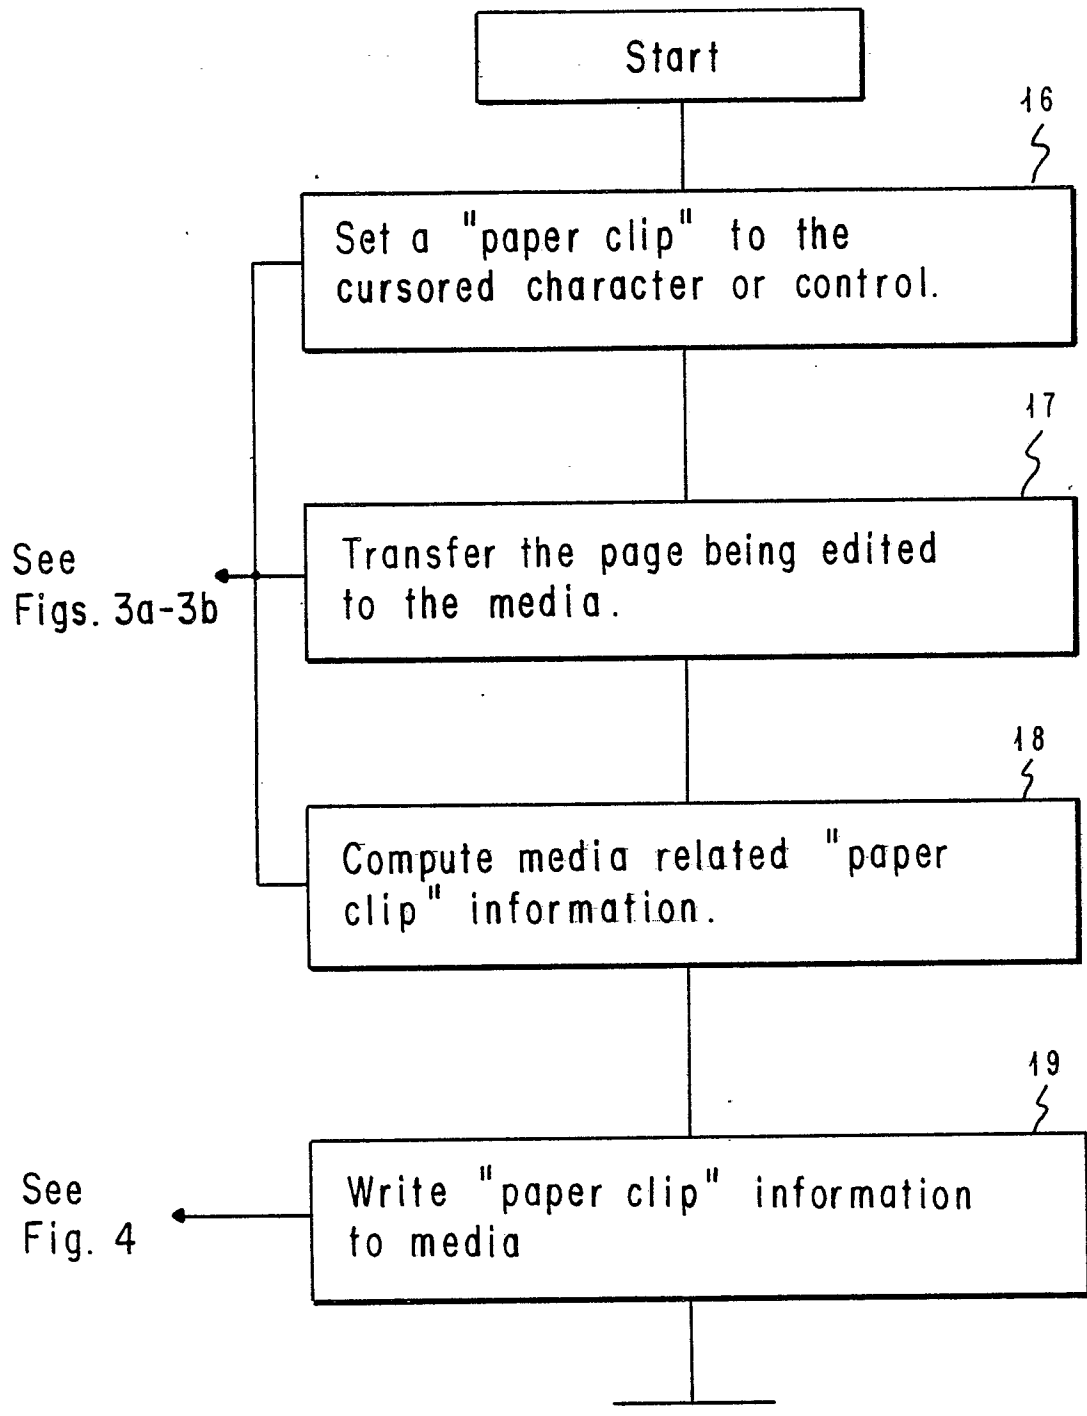 Start
16
Set a "paper clip" to the
cursored character or control.
17
See
Figs. 3a-3b
Transfer the page being edited
to the media.
18
Compute media related "paper
clip" information.
19
See
Fig. 4
Write "paper clip" information
to media